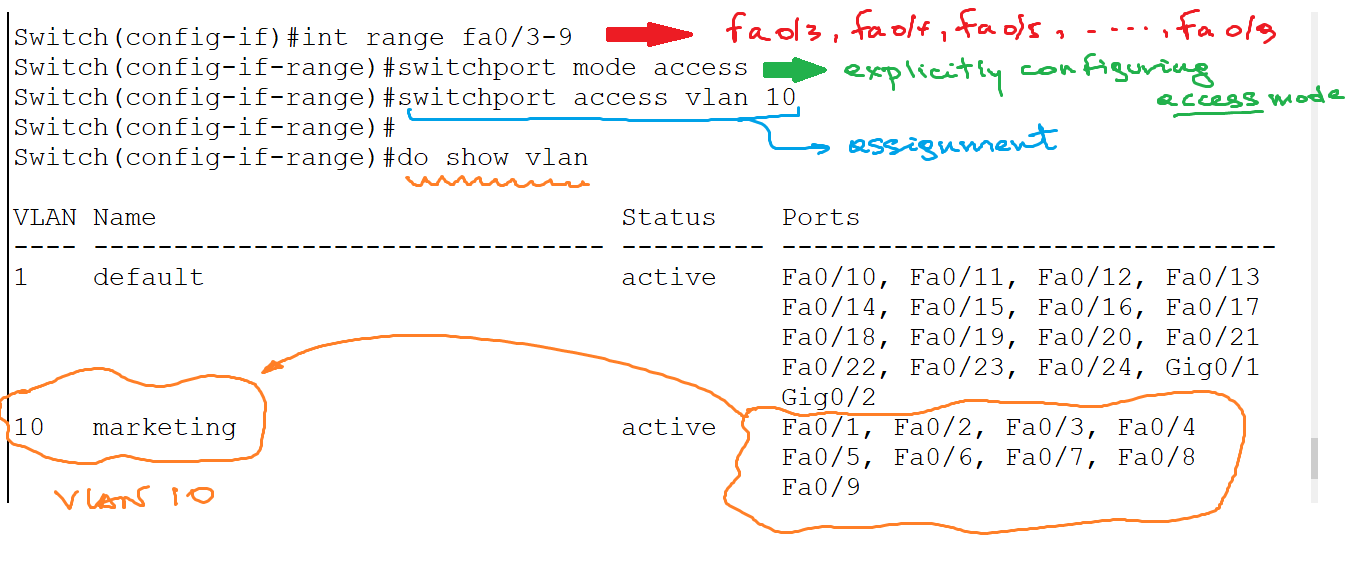 Switch(config-if)#int range fa0/3-9 fa0/3, fa0/4, fa0/5, -----, fa 0/9
Switch(config-if-range)#switchport mode access explicitly configuring
access mode
Switch(config-if-range)#switchport access vlan 10
Switch(config-if-range)#
assignment
Switch(config-if-range)#do show vlan
VLAN Name Status Ports
---- -------------------------------- --------- -------------------------------
1 default active Fa0/10, Fa0/11, Fa0/12, Fa0/13
Fa0/14, Fa0/15, Fa0/16, Fa0/17
Fa0/18, Fa0/19, Fa0/20, Fa0/21
Fa0/22, Fa0/23, Fa0/24, Gig0/1
Gig0/2
10 marketing active Fa0/1, Fa0/2, Fa0/3, Fa0/4
Fa0/5, Fa0/6, Fa0/7, Fa0/8
Fa0/9
VLAN 10